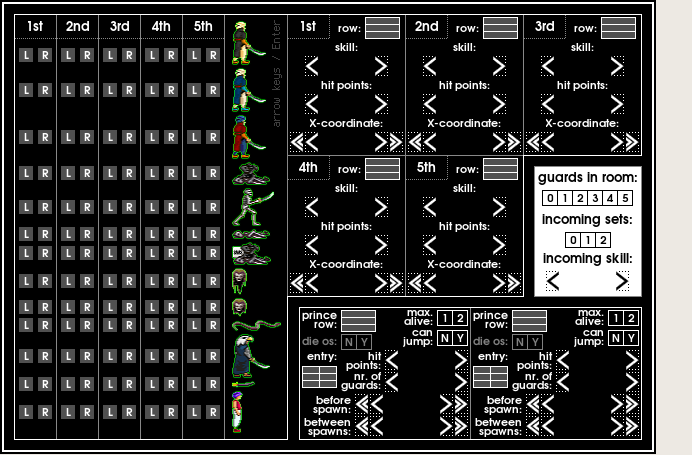 1st 2nd 3rd 4th 5th
L R L R L R L R L R
L R L R L R L R L R
L R L R L R L R L R
L R L R L R L R L R
L R L R L R L R L R
L R L R L R L R L R
L R L R L R L R L R
L R L R L R L R L R
L R L R L R L R L R
L R L R L R L R L R
L R L R L R L R L R
L R L R L R L R L R
L R L R L R L R L R
arrow keys / Enter
1st row:
skill:
hit points:
X-coordinate:
2nd row:
skill:
hit points:
X-coordinate:
3rd row:
skill:
hit points:
X-coordinate:
4th row:
skill:
hit points:
X-coordinate:
5th row:
skill:
hit points:
X-coordinate:
guards in room:
0 1 2 3 4 5
incoming sets:
0 1 2
incoming skill:
prince
row:
max.
alive: 1 2
die os: N Y
can
jump: N Y
entry:
hit
points:
nr. of
guards:
before
spawn:
between
spawns:
prince
row:
max.
alive: 1 2
die os: N Y
can
jump: N Y
entry:
hit
points:
nr. of
guards:
before
spawn:
between
spawns: